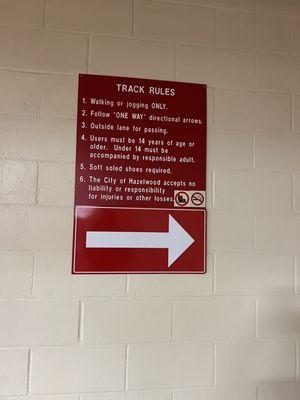 TRACK RULES
1. Walking or jogging ONLY.
2. Follow "ONE WAY" directional arrows.
3. Outside lane for passing.
4. Users must be 14 years of age or
older. Under 14 must be
accompanied by responsible adult.
5. Soft soled shoes required.
6. The City of Hazelwood accepts no
liability or responsibility
for injuries or other losses.